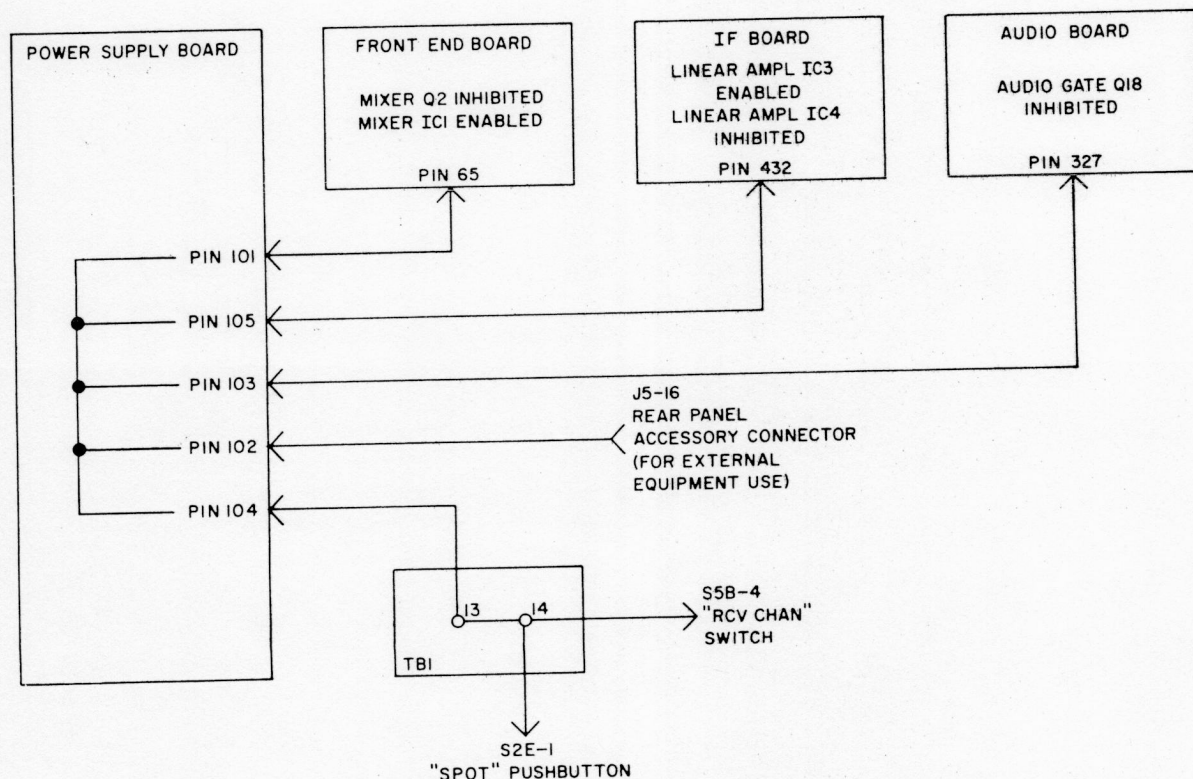 POWER SUPPLY BOARD
FRONT END BOARD
MIXER Q2 INHIBITED
MIXER IC1 ENABLED
PIN 65
IF BOARD
LINEAR AMPL IC3
ENABLED
LINEAR AMPL IC4
INHIBITED
PIN 432
AUDIO BOARD
AUDIO GATE Q18
INHIBITED
PIN 327
PIN 101
PIN 105
PIN 103
PIN 102
PIN 104
J5-16
REAR PANEL
ACCESSORY CONNECTOR
(FOR EXTERNAL
EQUIPMENT USE)
13
14
TB1
S5B-4
"RCV CHAN"
SWITCH
S2E-1
"SPOT" PUSHBUTTON